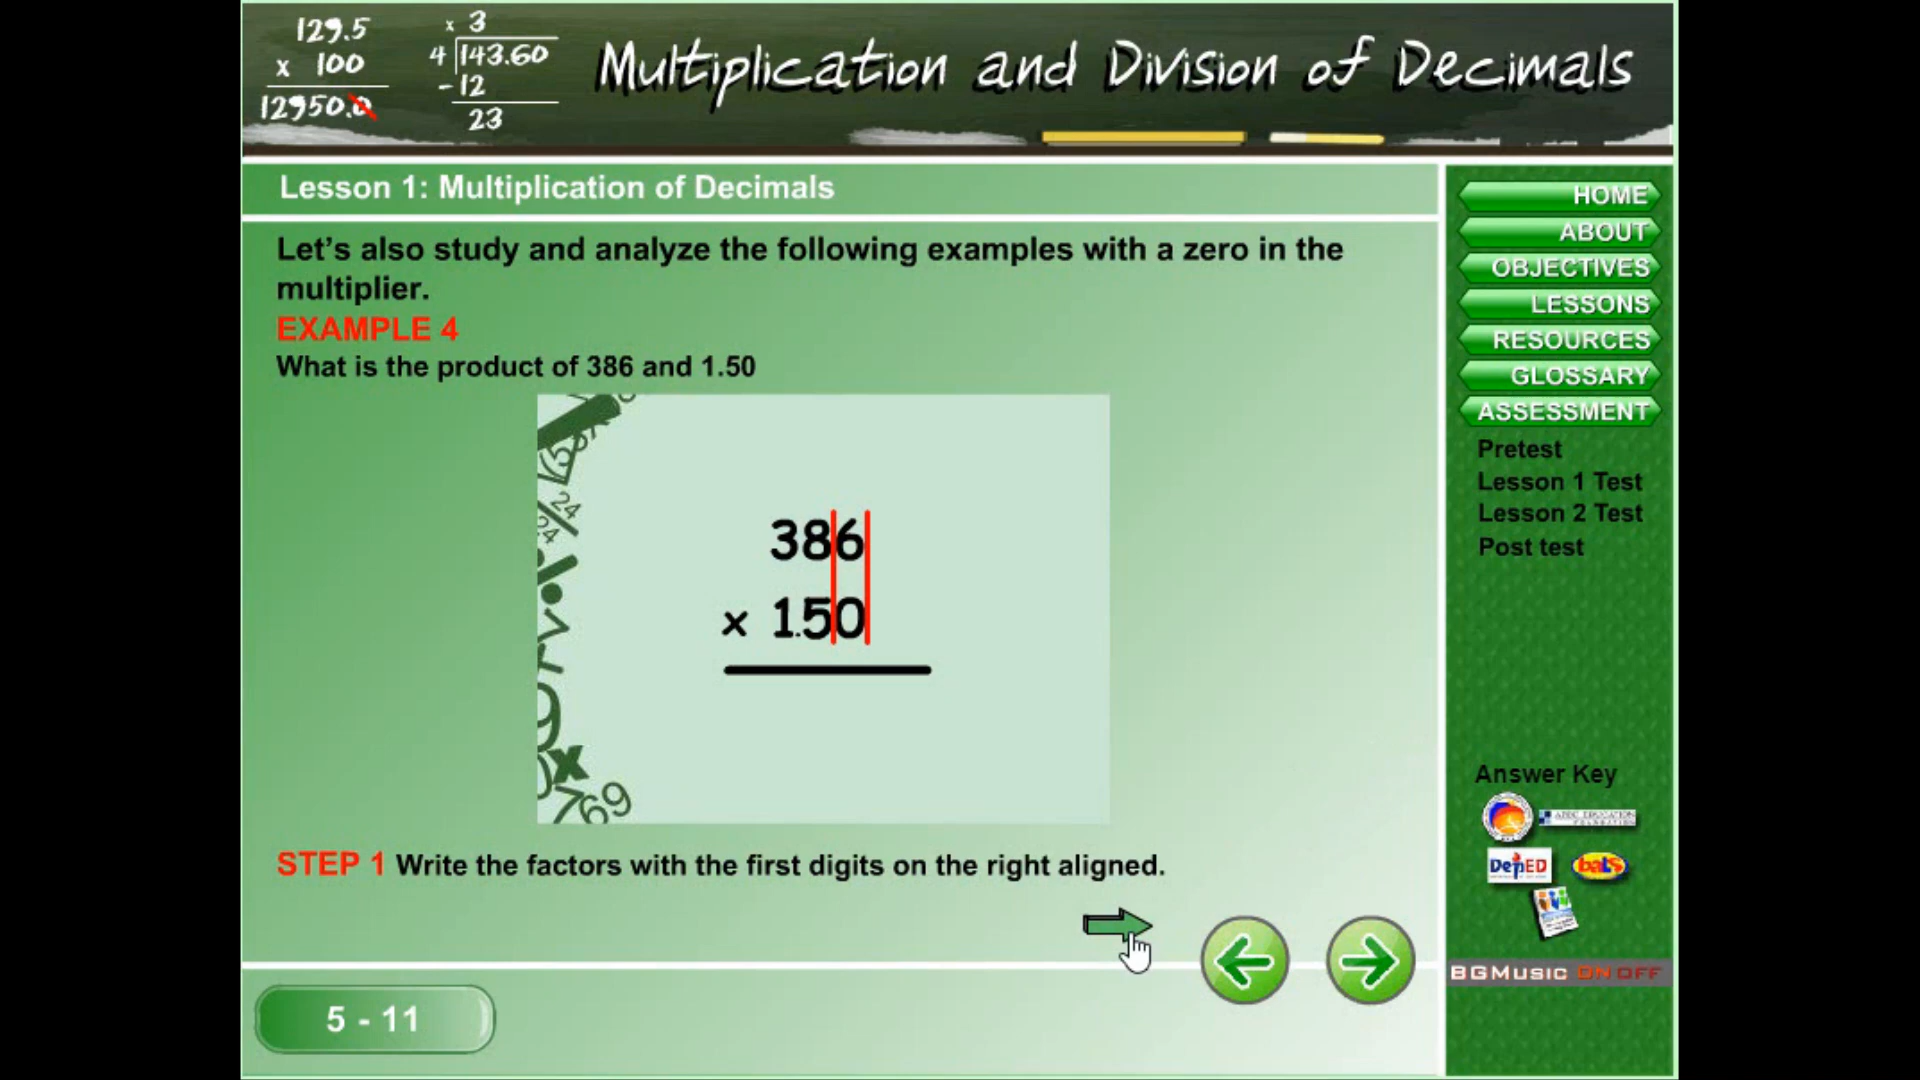 129.5
x 100
12950.0
x 3
4 143.60
-12
23
Multiplication and Division of Decimals
Lesson 1: Multiplication of Decimals
Let's also study and analyze the following examples with a zero in the
multiplier.
EXAMPLE 4
What is the product of 386 and 1.50
386
x 1.50
769
STEP 1 Write the factors with the first digits on the right aligned.
5 - 11
HOME
ABOUT
OBJECTIVES
LESSONS
RESOURCES
GLOSSARY
ASSESSMENT
Pretest
Lesson 1 Test
Lesson 2 Test
Post test
Answer Key
DepED
bals
BGMusic ON OFF